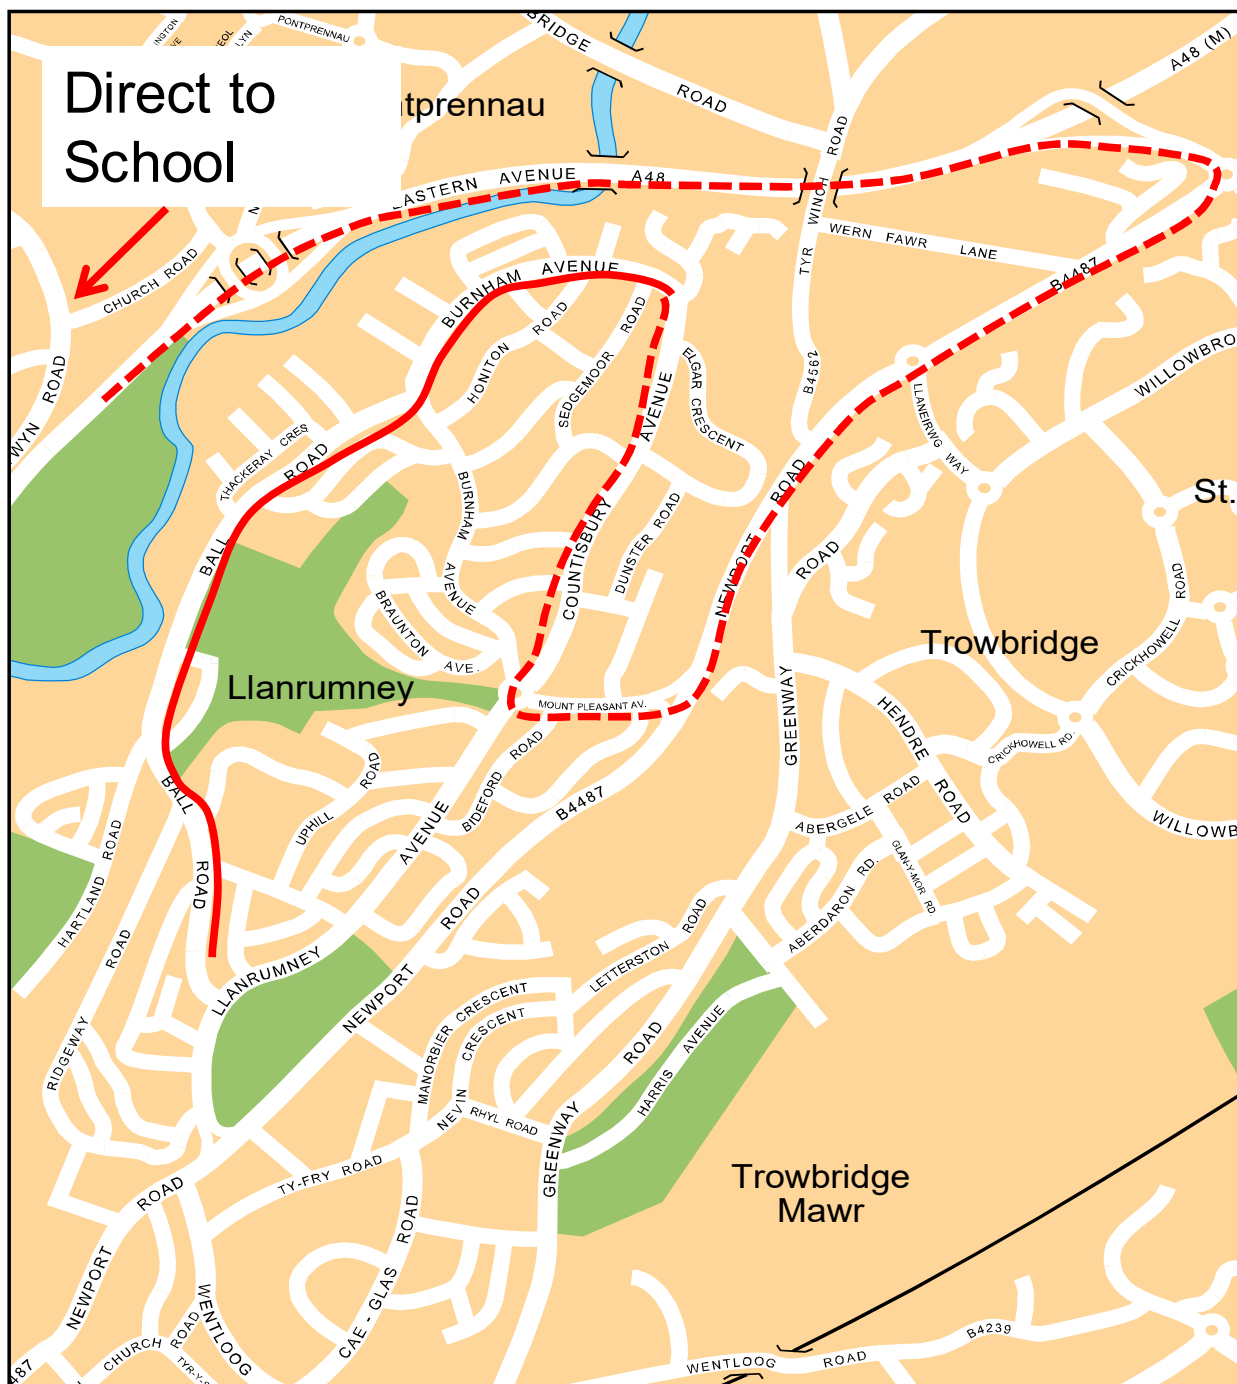 PONTPRENNAU
BRIDGE
ROAD
A48 (M)
Direct to
School
ntprennau
EASTERN AVENUE
A48
TYR WINCH ROAD
WERN FAWR LANE
B4487
CHURCH ROAD
BURNHAM AVENUE
HONITON ROAD
SEDGEMOOR ROAD
ELGAR CRESCENT
B4562
LLANEIRWG WAY
WILLOWBRO
WYN ROAD
THACKERAY CRES
BALL ROAD
BURNHAM AVENUE
COUNTISBURY AVENUE
DUNSTER ROAD
NEWPORT ROAD
ROAD
St.
BRAUNTON AVE.
Llanrumney
MOUNT PLEASANT AV.
Trowbridge
CRICKHOWELL ROAD
GREENWAY
HENDRE ROAD
CRICKHOWELL RD.
BALL ROAD
UPHILL ROAD
BIDEFORD ROAD
B4487
ABERGELE ROAD
WILLOWB
HARTLAND ROAD
AVENUE
GLAN-Y-MOR RD.
ABERDARON RD.
LLANRUMNEY
NEWPORT ROAD
LETTERSTON ROAD
RIDGEWAY ROAD
MANORBIER CRESCENT
NEVIN CRESCENT
RHYL ROAD
GREENWAY ROAD
HARRIS AVENUE
TY-FRY ROAD
Trowbridge
Mawr
NEWPORT ROAD
CAE - GLAS ROAD
WENTLOOG
CHURCH ROAD
487
WENTLOOG ROAD
B4239